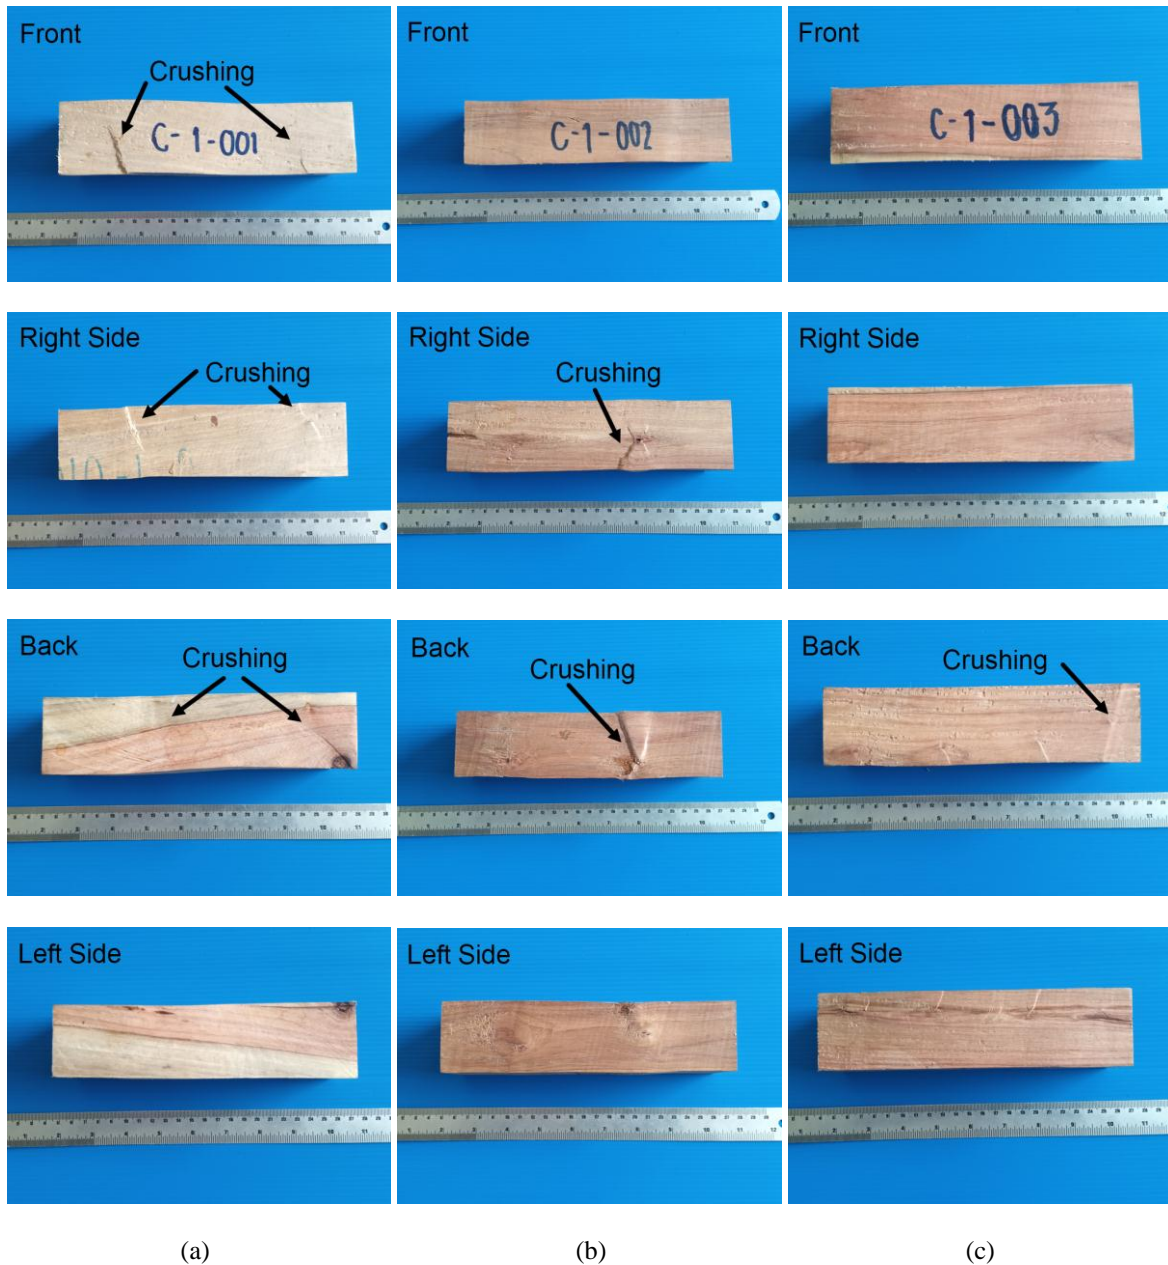 Front
Crushing
C-1-001
Front
C-1-002
Front
C-1-003
Right Side
Crushing
Right Side
Crushing
Right Side
Back
Crushing
Back
Crushing
Back
Crushing
Left Side
Left Side
Left Side
(a)
(b)
(c)